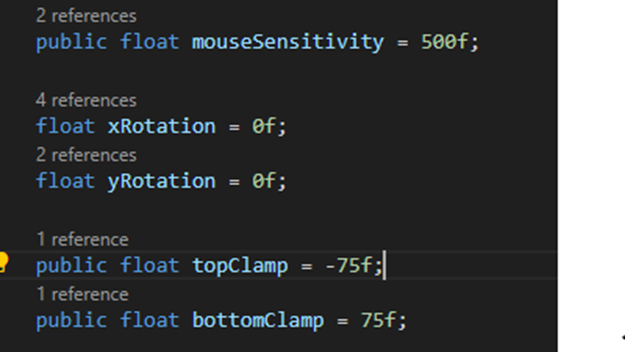 2 references
public float mouseSensitivity = 500f;
4 references
float xRotation = 0f;
2 references
float yRotation = 0f;
1 reference
public float topClamp = -75f;
1 reference
public float bottomClamp = 75f;